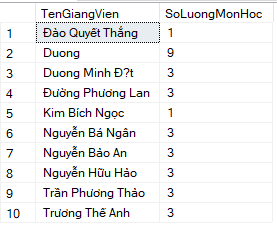 TenGiangVien SoLuongMonHoc
1 Đào Quyết Thắng 1
2 Duong 9
3 Duong Minh Đ?t 3
4 Đường Phương Lan 3
5 Kim Bích Ngọc 1
6 Nguyễn Bá Ngân 3
7 Nguyễn Bảo An 3
8 Nguyễn Hữu Hảo 3
9 Trần Phương Thảo 3
10 Trương Thế Anh 3